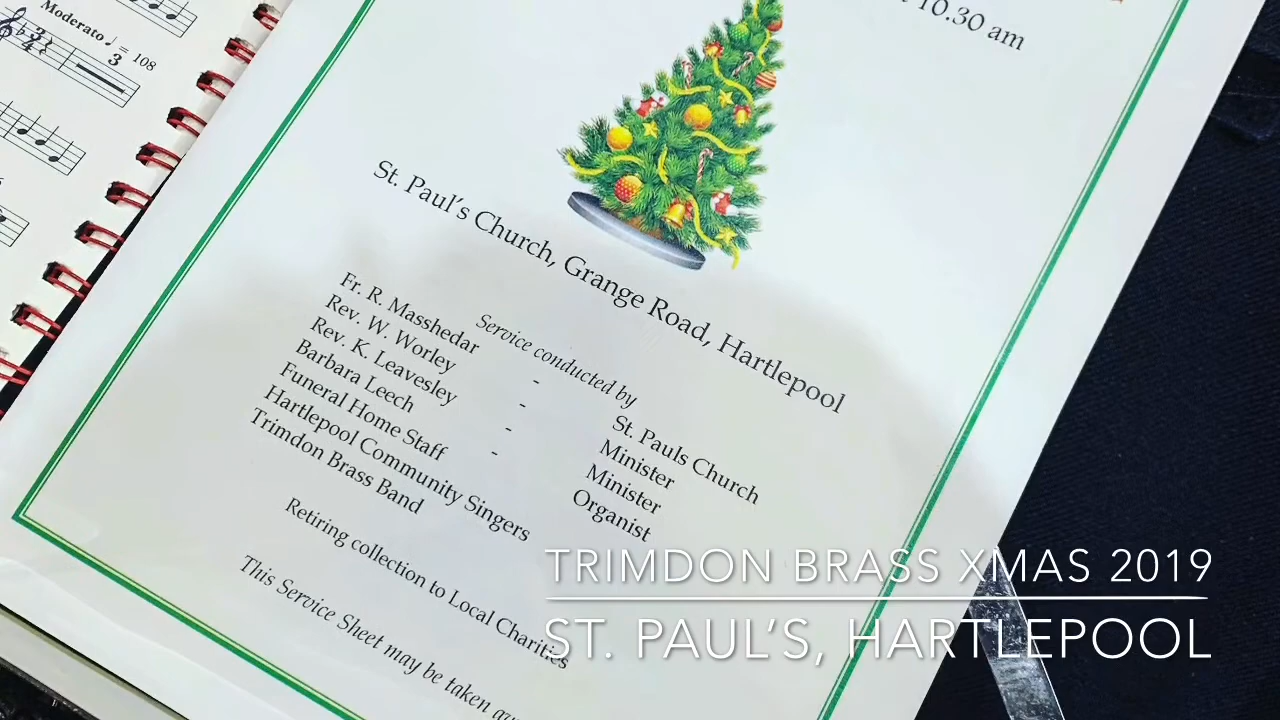 Moderato ♩ = 108
3
10.30 am
St. Paul's Church, Grange Road, Hartlepool
Service conducted by
Fr. R. Masshedar - St. Pauls Church
Rev. W. Worley - Minister
Rev. K. Leavesley - Minister
Barbara Leech - Organist
Funeral Home Staff
Hartlepool Community Singers
Trimdon Brass Band
Retiring collection to Local Charities
This Service Sheet may be taken
TRIMDON BRASS XMAS 2019
ST. PAUL'S, HARTLEPOOL